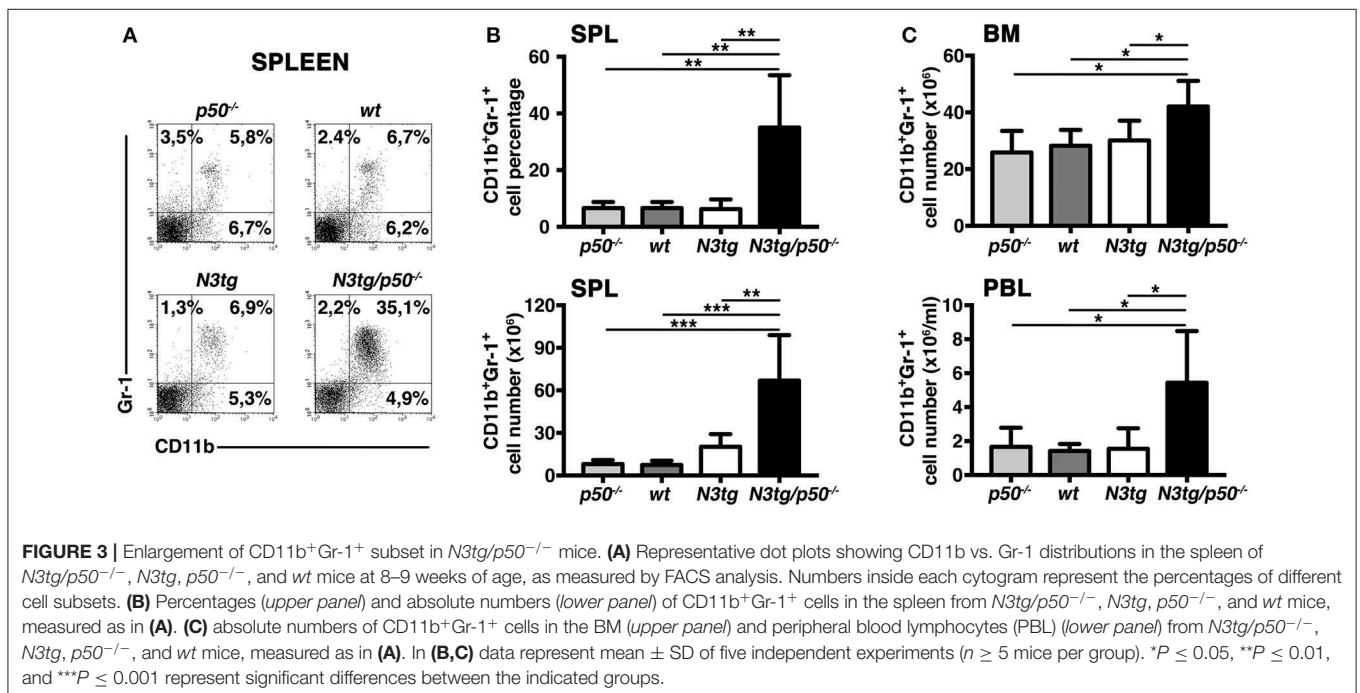 A
SPLEEN
p50-/-
wt
3,5% 5,8%
2.4% 6,7%
6,7%
6,2%
N3tg
N3tg/p50-/-
1,3% 6,9%
2,2% 35,1%
5,3%
4,9%
Gr-1
CD11b
B
SPL
**
**
**
CD11b+Gr-1+
cell percentage
60
40
20
0
p50-/- wt N3tg N3tg/p50-/-
SPL
**
***
***
CD11b+Gr-1+
cell number (x10⁶)
120
90
60
30
0
p50-/- wt N3tg N3tg/p50-/-
C
BM
*
*
*
CD11b+Gr-1+
cell number (x10⁶)
60
40
20
0
p50-/- wt N3tg N3tg/p50-/-
PBL
*
*
*
CD11b+Gr-1+
cell number (x10⁶/ml)
10
8
6
4
2
0
p50-/- wt N3tg N3tg/p50-/-
FIGURE 3 | Enlargement of CD11b+Gr-1+ subset in N3tg/p50−/− mice. (A) Representative dot plots showing CD11b vs. Gr-1 distributions in the spleen of
N3tg/p50−/−, N3tg, p50−/−, and wt mice at 8–9 weeks of age, as measured by FACS analysis. Numbers inside each cytogram represent the percentages of different
cell subsets. (B) Percentages (upper panel) and absolute numbers (lower panel) of CD11b+Gr-1+ cells in the spleen from N3tg/p50−/−, N3tg, p50−/−, and wt mice,
measured as in (A). (C) absolute numbers of CD11b+Gr-1+ cells in the BM (upper panel) and peripheral blood lymphocytes (PBL) (lower panel) from N3tg/p50−/−,
N3tg, p50−/−, and wt mice, measured as in (A). In (B,C) data represent mean ± SD of five independent experiments (n ≥ 5 mice per group). *P ≤ 0.05, **P ≤ 0.01,
and ***P ≤ 0.001 represent significant differences between the indicated groups.